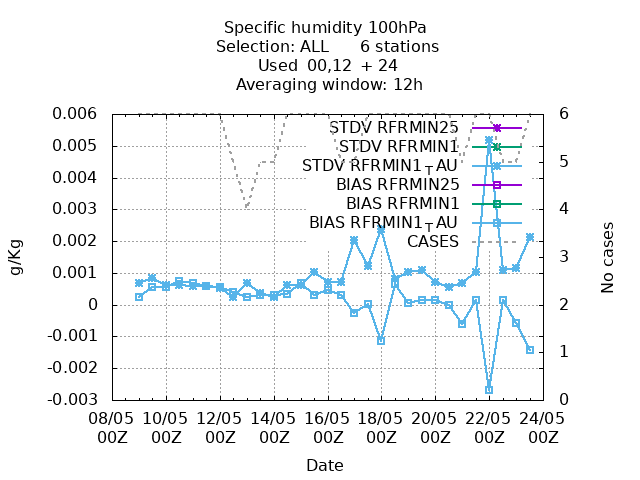 Specific humidity 100hPa
Selection: ALL 6 stations
Used 00,12 + 24
Averaging window: 12h
0.006
0.005
0.004
0.003
0.002
0.001
0
-0.001
-0.002
-0.003
g/Kg
STDV RFRMIN25
STDV RFRMIN1
STDV RFRMIN1TAU
BIAS RFRMIN25
BIAS RFRMIN1
BIAS RFRMIN1TAU
CASES
6
5
4
3
2
1
0
No cases
08/05 10/05 12/05 14/05 16/05 18/05 20/05 22/05 24/05
00Z 00Z 00Z 00Z 00Z 00Z 00Z 00Z 00Z
Date